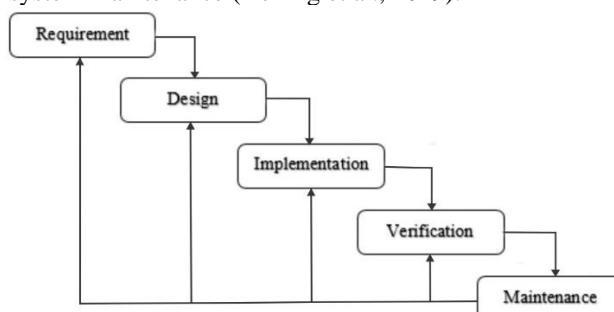 Requirement
Design
Implementation
Verification
Maintenance